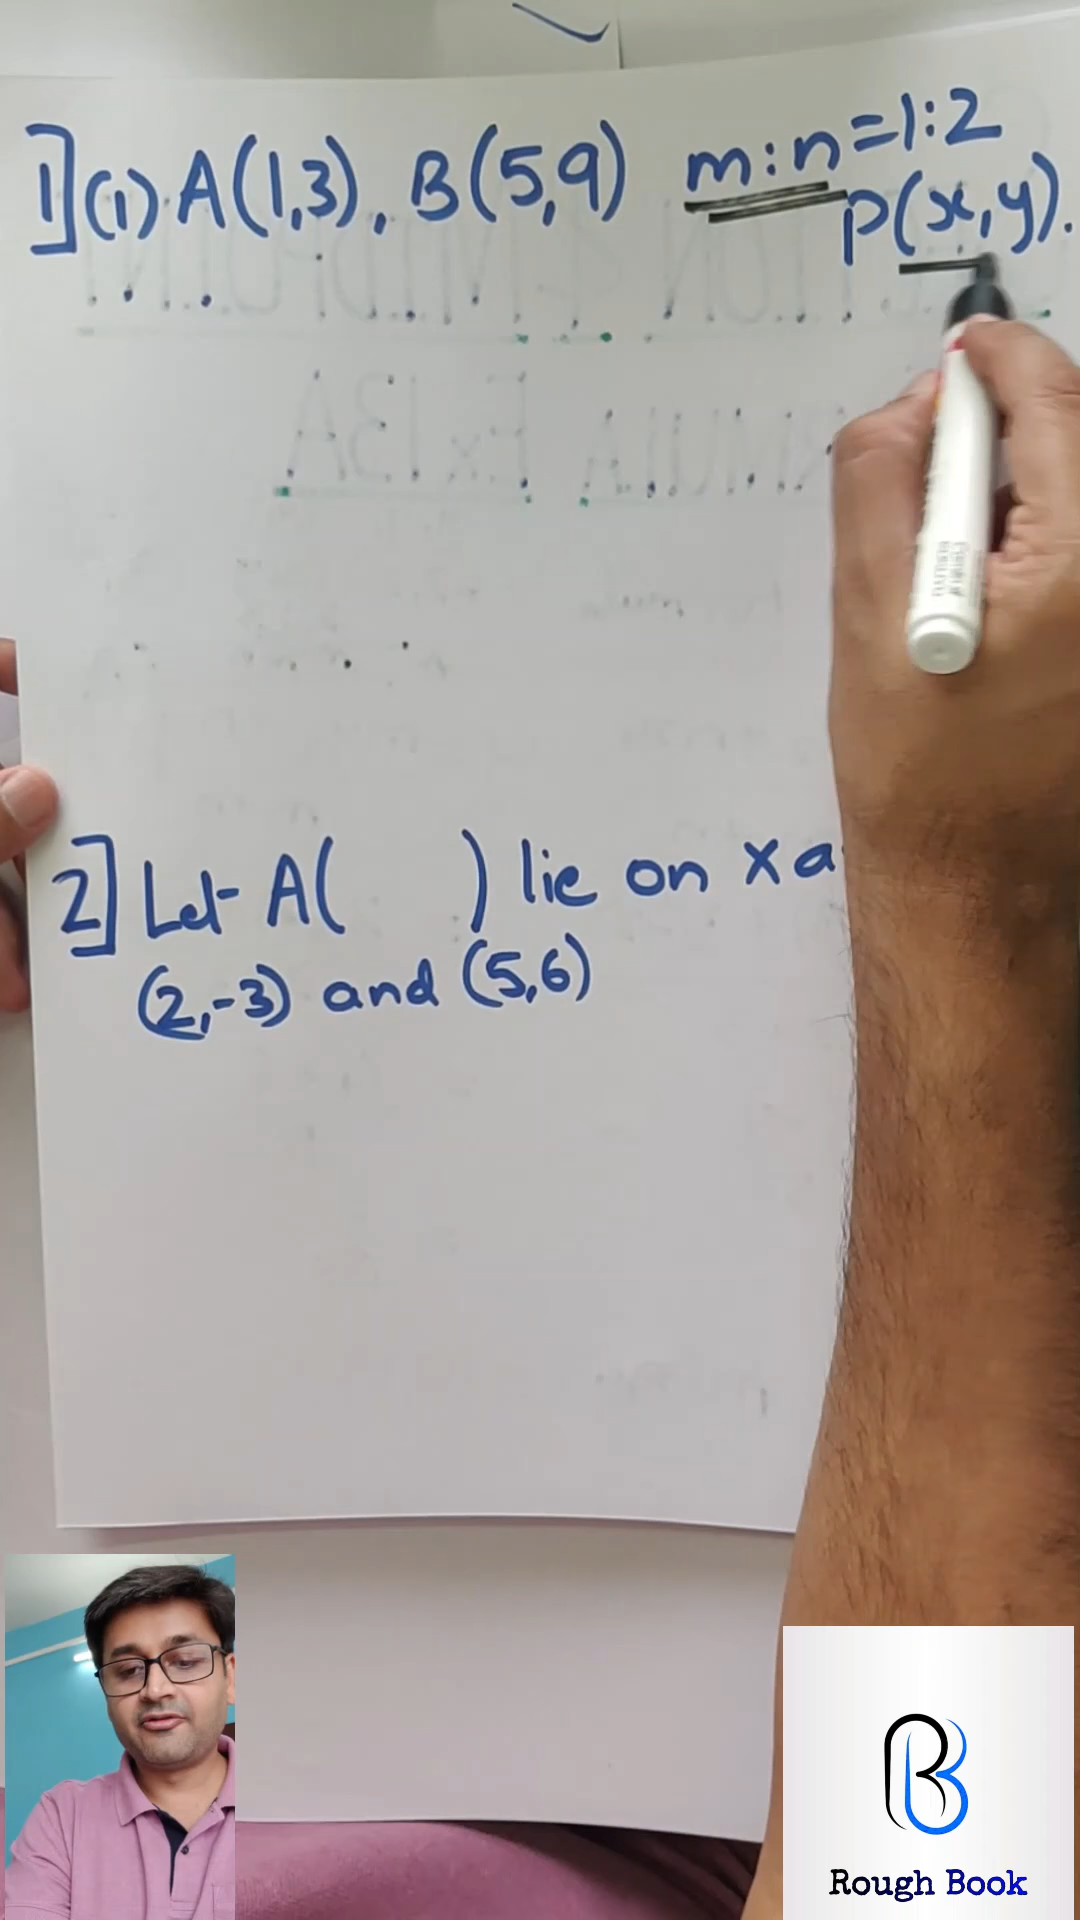 1] (1) A(1,3), B(5,9) m:n=1:2
P(x,y).
2] Let A( ) lie on x a
(2,-3) and (5,6)
Rough Book